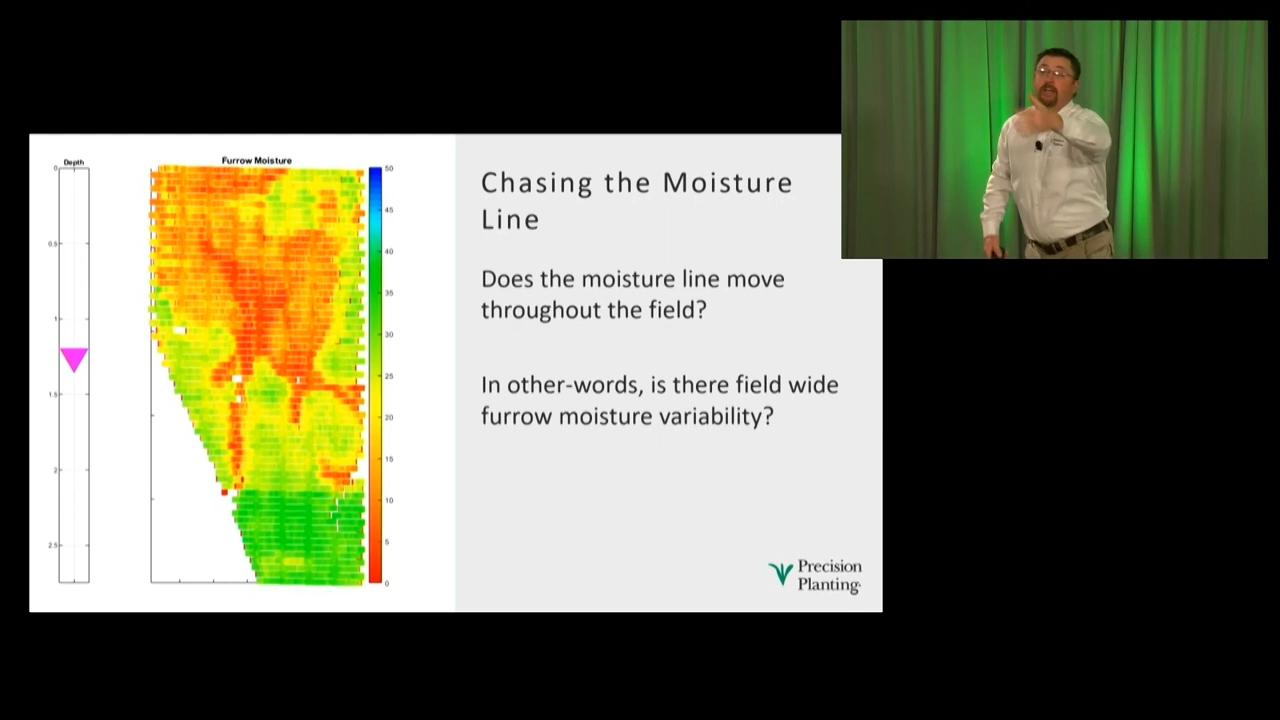 Depth
0
0.5
1
1.5
2
2.5
Furrow Moisture
50
45
40
35
30
25
20
15
10
5
0
Chasing the Moisture
Line
Does the moisture line move
throughout the field?
In other-words, is there field wide
furrow moisture variability?
Precision
Planting